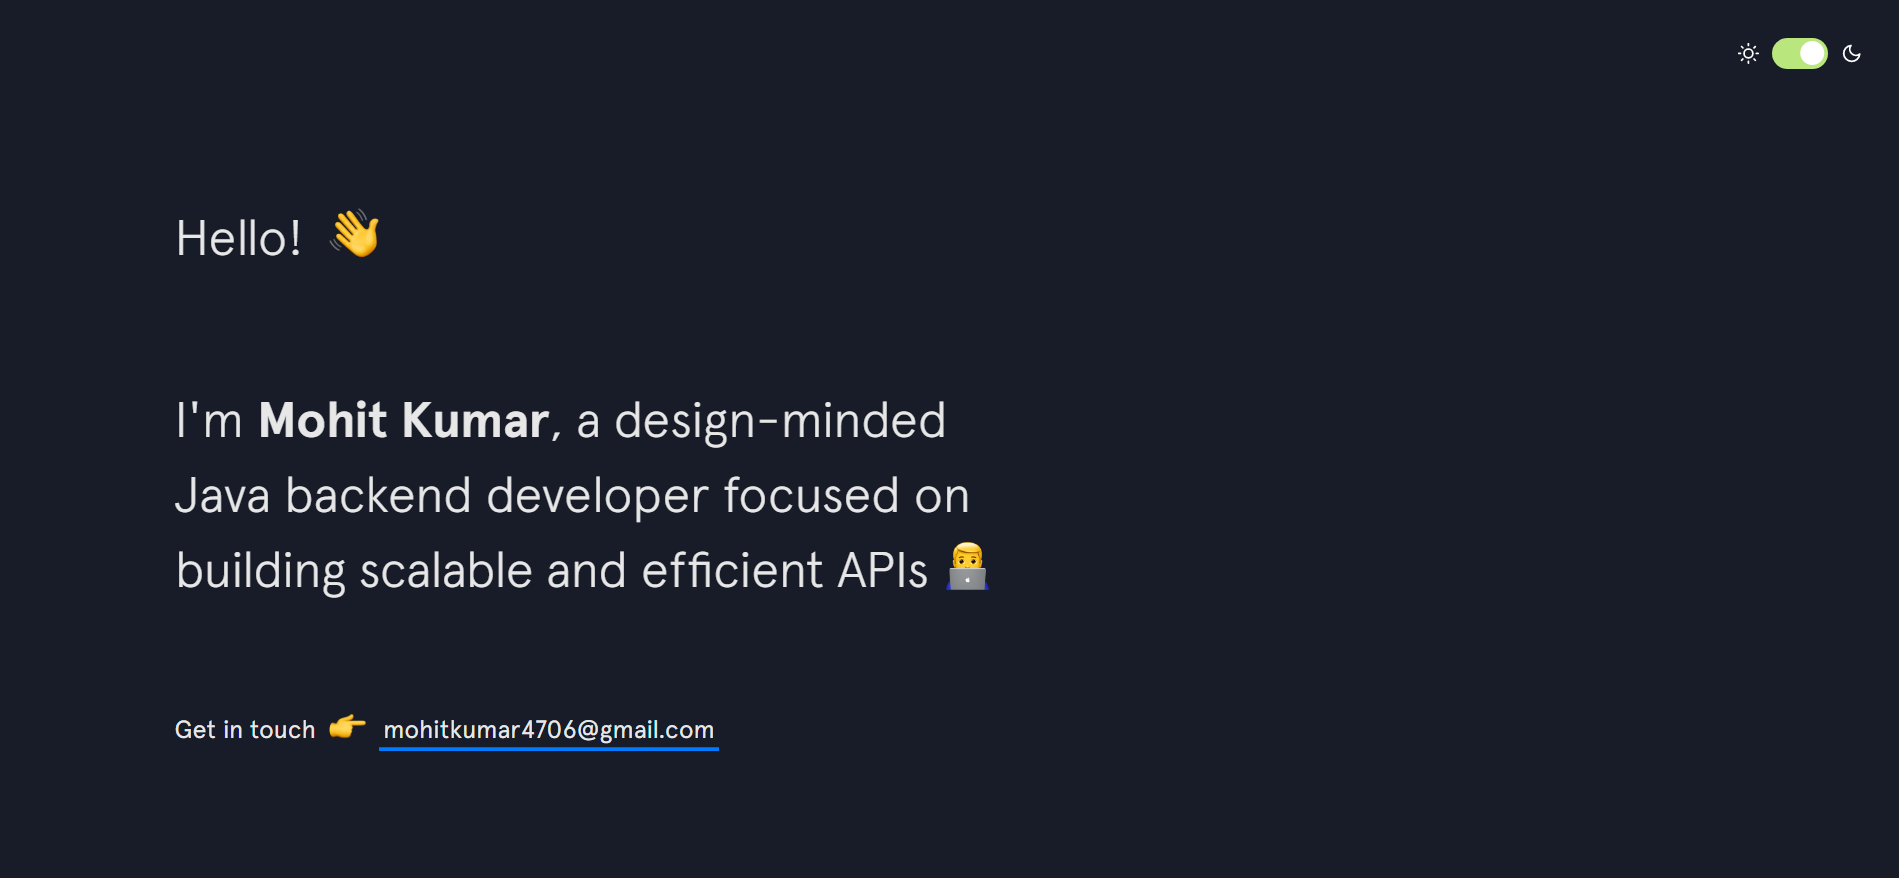 Hello! 👋
I'm Mohit Kumar, a design-minded
Java backend developer focused on
building scalable and efficient APIs 👨‍💻
Get in touch 👉 mohitkumar4706@gmail.com